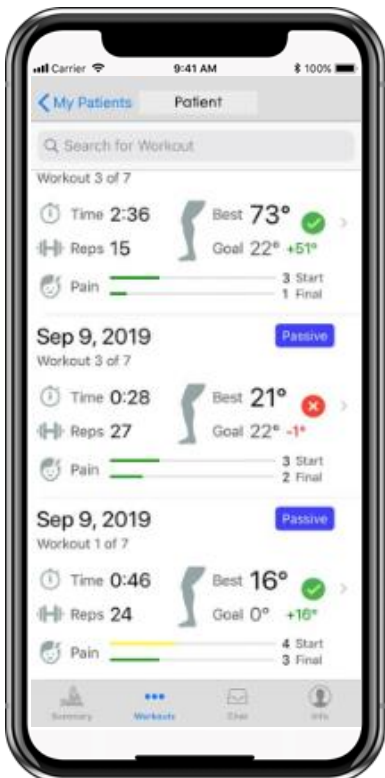 Carrier 9:41 AM 100%
My Patients Patient
Search for Workout
Workout 3 of 7
Time 2:36 Best 73°
Reps 15 Goal 22° +51°
Pain 3 Start
1 Final
Sep 9, 2019 Passive
Workout 3 of 7
Time 0:28 Best 21°
Reps 27 Goal 22° -1°
Pain 3 Start
2 Final
Sep 9, 2019 Passive
Workout 1 of 7
Time 0:46 Best 16°
Reps 24 Goal 0° +16°
Pain 4 Start
3 Final
Summary Workouts Chat Info